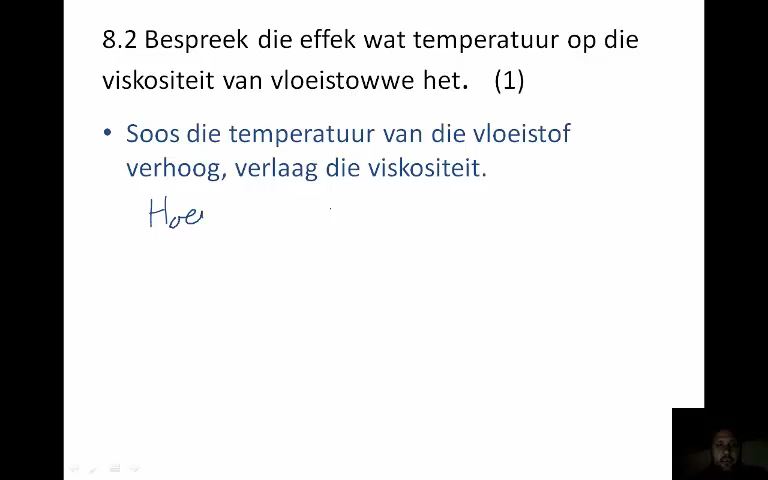 8.2 Bespreek die effek wat temperatuur op die
viskositeit van vloeistowwe het. (1)
• Soos die temperatuur van die vloeistof
verhoog, verlaag die viskositeit.
Hoe